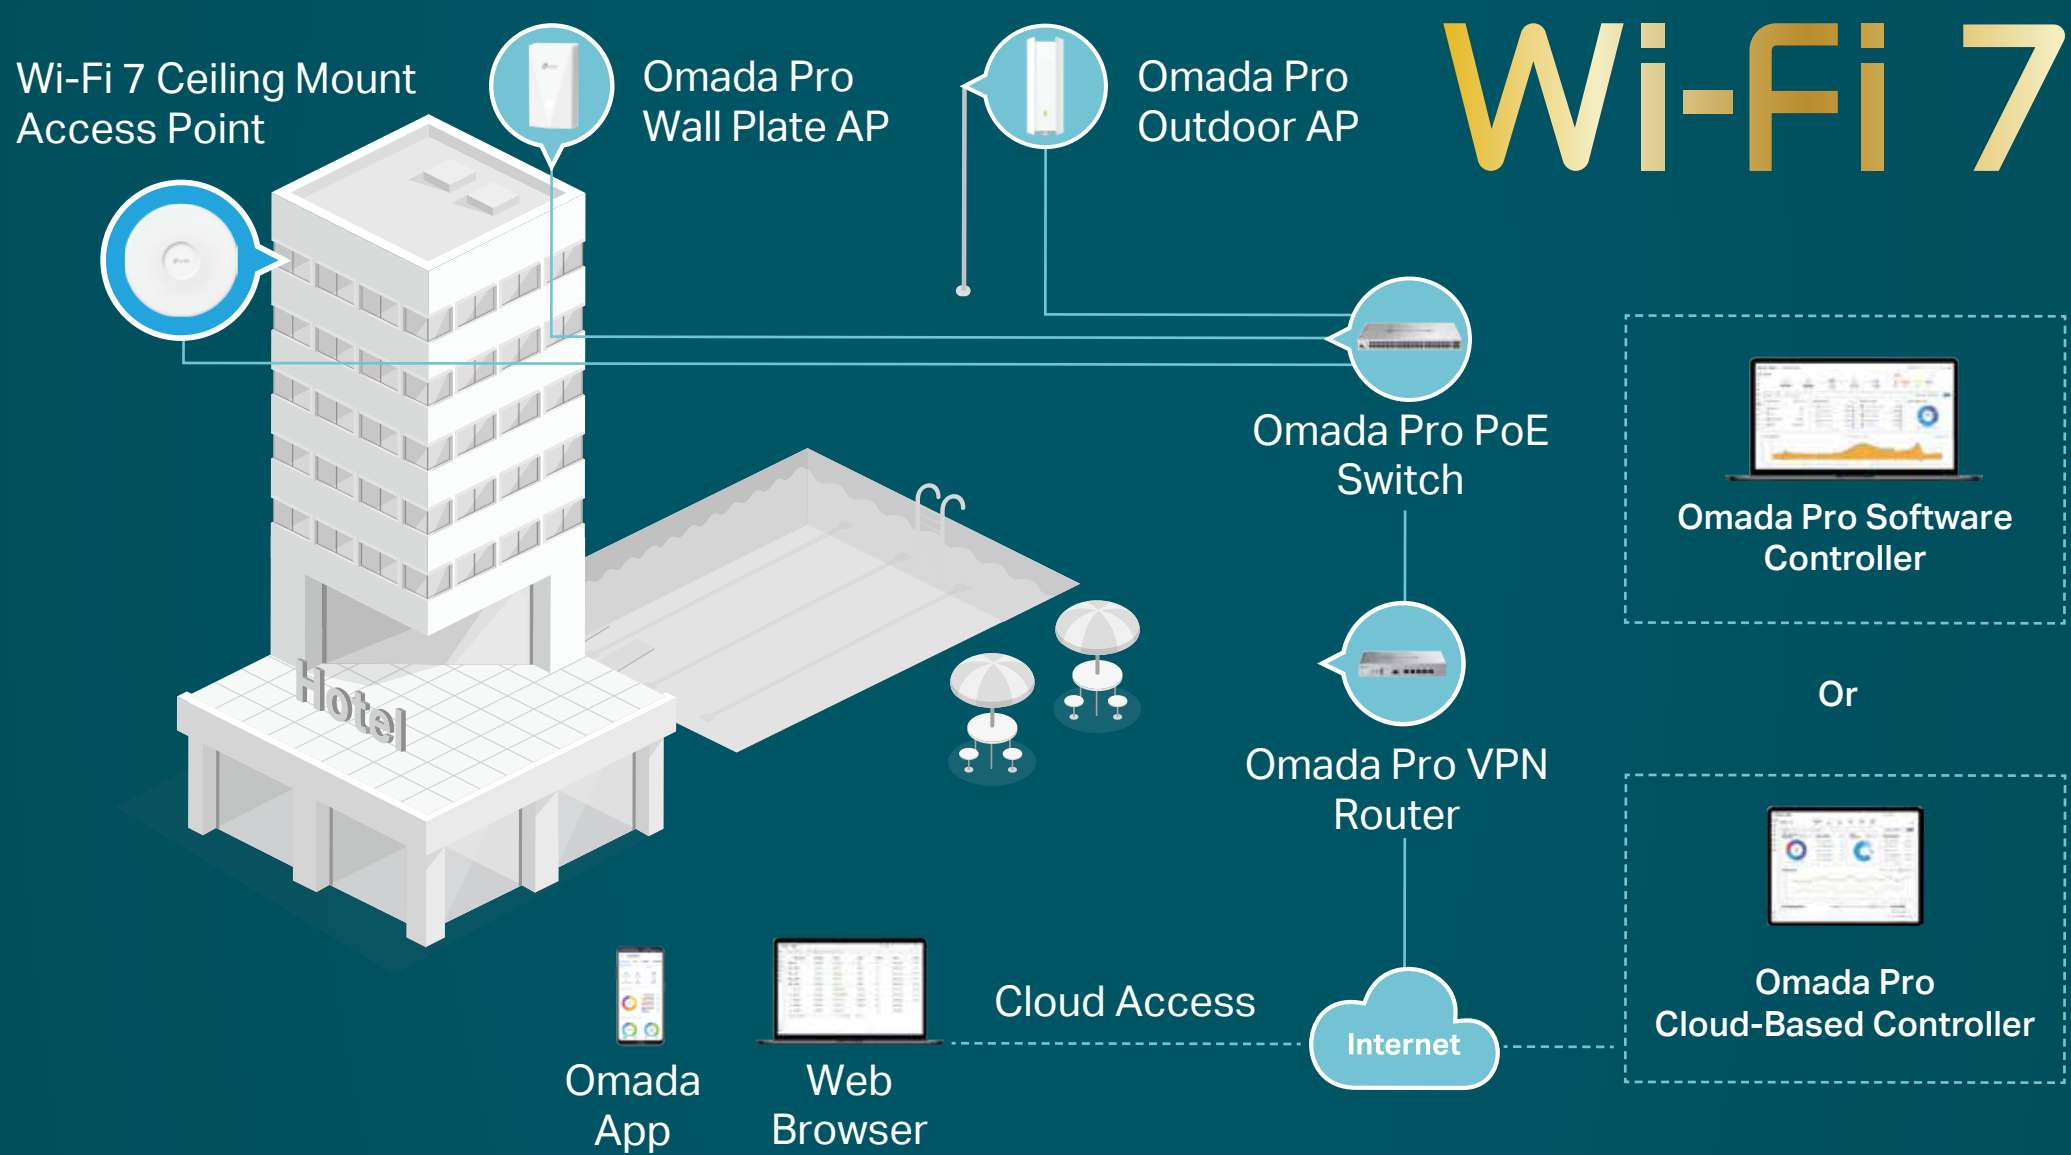 Wi-Fi 7
Wi-Fi 7 Ceiling Mount
Access Point
Omada Pro
Wall Plate AP
Omada Pro
Outdoor AP
Omada Pro PoE
Switch
Omada Pro Software
Controller
Or
Hotel
Omada Pro VPN
Router
Omada Pro
Cloud-Based Controller
Cloud Access
Internet
Omada
App
Web
Browser